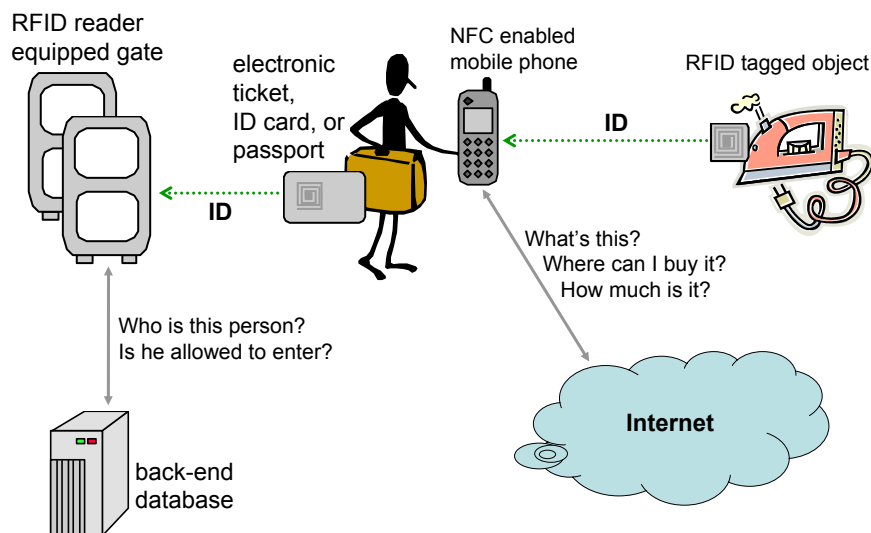 RFID reader
equipped gate
electronic
ticket,
ID card, or
passport
NFC enabled
mobile phone
RFID tagged object
ID
ID
What's this?
Where can I buy it?
How much is it?
Who is this person?
Is he allowed to enter?
Internet
back-end
database